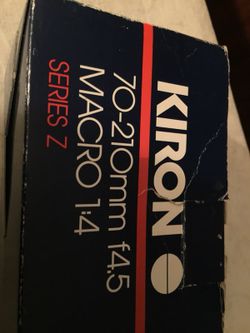 KIRON
70-210mm f4.5
MACRO 1:4
SERIES Z